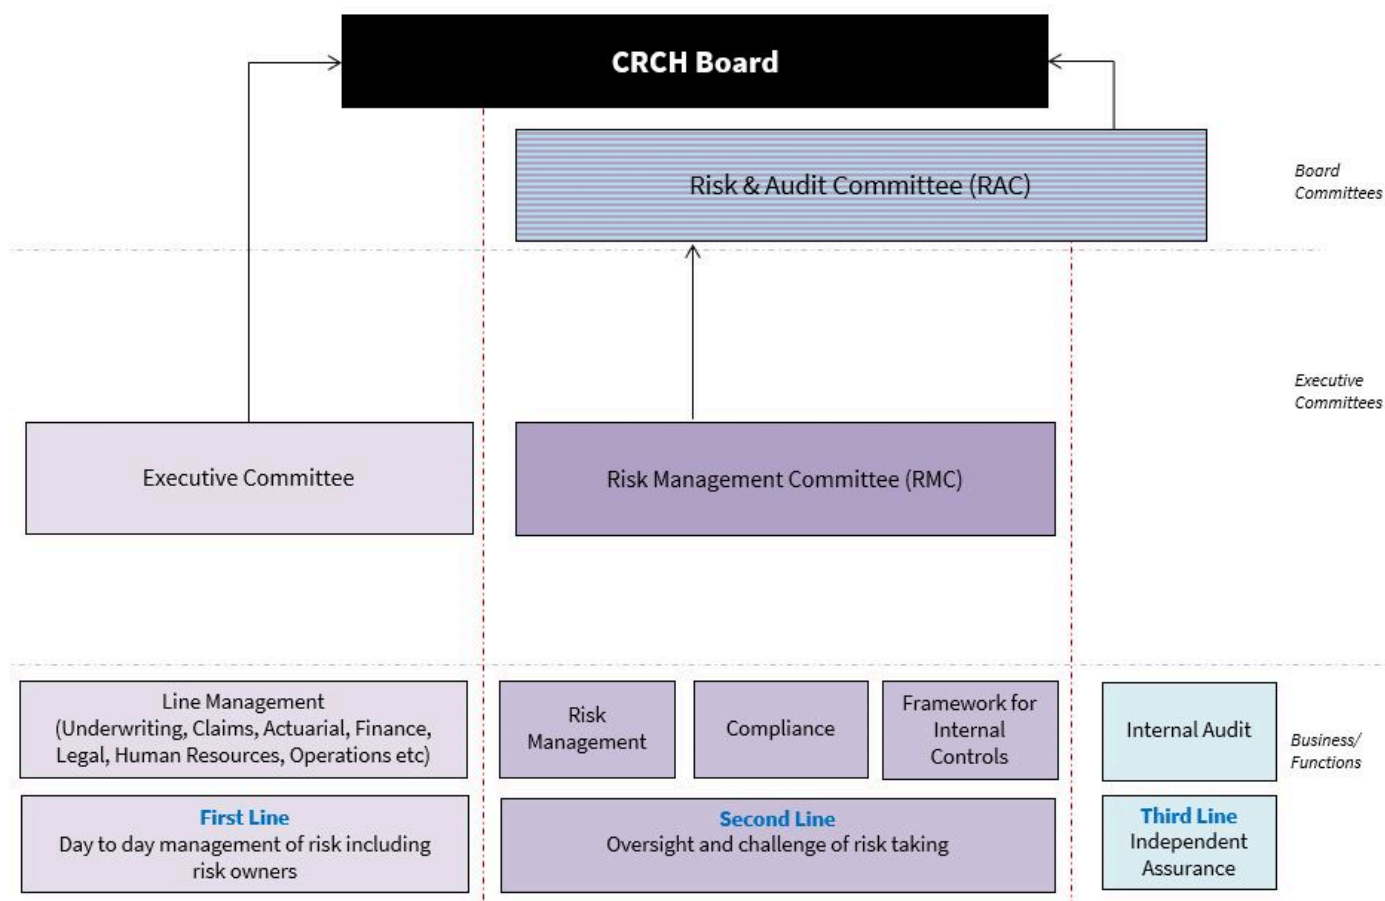 CRCH Board
Risk & Audit Committee (RAC)
Board
Committees
Executive
Committees
Executive Committee
Risk Management Committee (RMC)
Line Management
(Underwriting, Claims, Actuarial, Finance,
Legal, Human Resources, Operations etc)
Risk
Management
Compliance
Framework for
Internal
Controls
Internal Audit
Business/
Functions
First Line
Day to day management of risk including
risk owners
Second Line
Oversight and challenge of risk taking
Third Line
Independent
Assurance